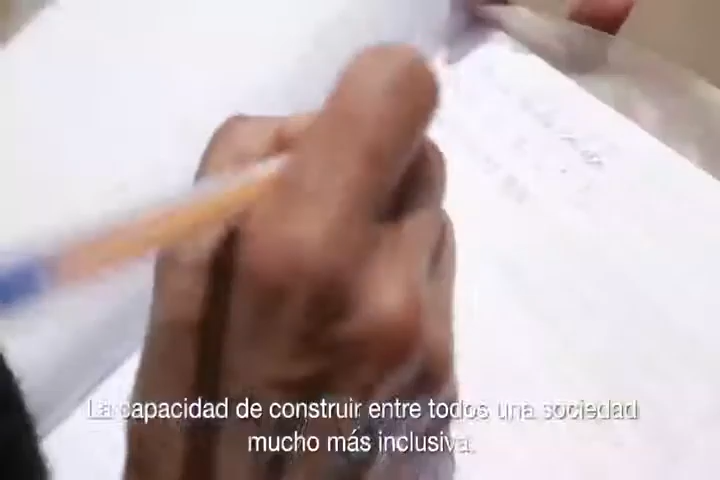 La capacidad de construir entre todos una sociedad
mucho más inclusiva.